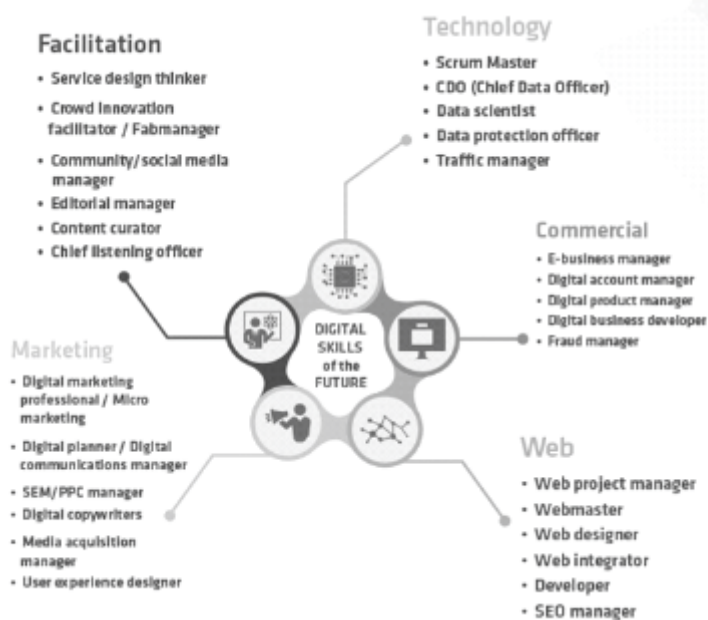 Facilitation
• Service design thinker
• Crowd innovation
facilitator / Fabmanager
• Community/social media
manager
• Editorial manager
• Content curator
• Chief listening officer
Technology
• Scrum Master
• CDO (Chief Data Officer)
• Data scientist
• Data protection officer
• Traffic manager
Commercial
• E-business manager
• Digital account manager
• Digital product manager
• Digital business developer
• Fraud manager
DIGITAL
SKILLS
of the
FUTURE
Marketing
• Digital marketing
professional / Micro
marketing
• Digital planner / Digital
communications manager
• SEM/PPC manager
• Digital copywriters
• Media acquisition
manager
• User experience designer
Web
• Web project manager
• Webmaster
• Web designer
• Web integrator
• Developer
• SEO manager